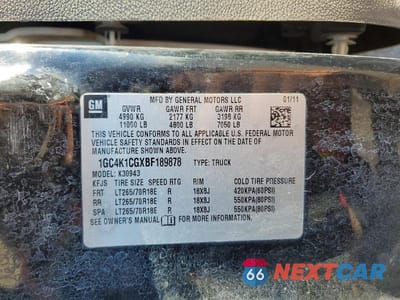 GM
MFD BY GENERAL MOTORS LLC 01/11
GVWR GAWR FRT GAWR RR
4990 KG 2177 KG 3198 KG
11000 LB 4800 LB 7050 LB
THIS VEHICLE CONFORMS TO ALL APPLICABLE U.S. FEDERAL MOTOR
VEHICLE SAFETY STANDARDS IN EFFECT ON THE DATE OF
MANUFACTURE SHOWN ABOVE.
1GC4K1CGXBF189878 TYPE: TRUCK
MODEL: K30943
KFJS TIRE SIZE SPEED RTG RIM COLD TIRE PRESSURE
FRT LT265/70R18E R 18X8J 420KPA(60PSI)
RR LT265/70R18E R 18X8J 550KPA(80PSI)
SPA LT265/70R18E R 18X8J 550KPA(80PSI)
SEE OWNER'S MANUAL FOR MORE INFORMATION.
66 NEXTCAR